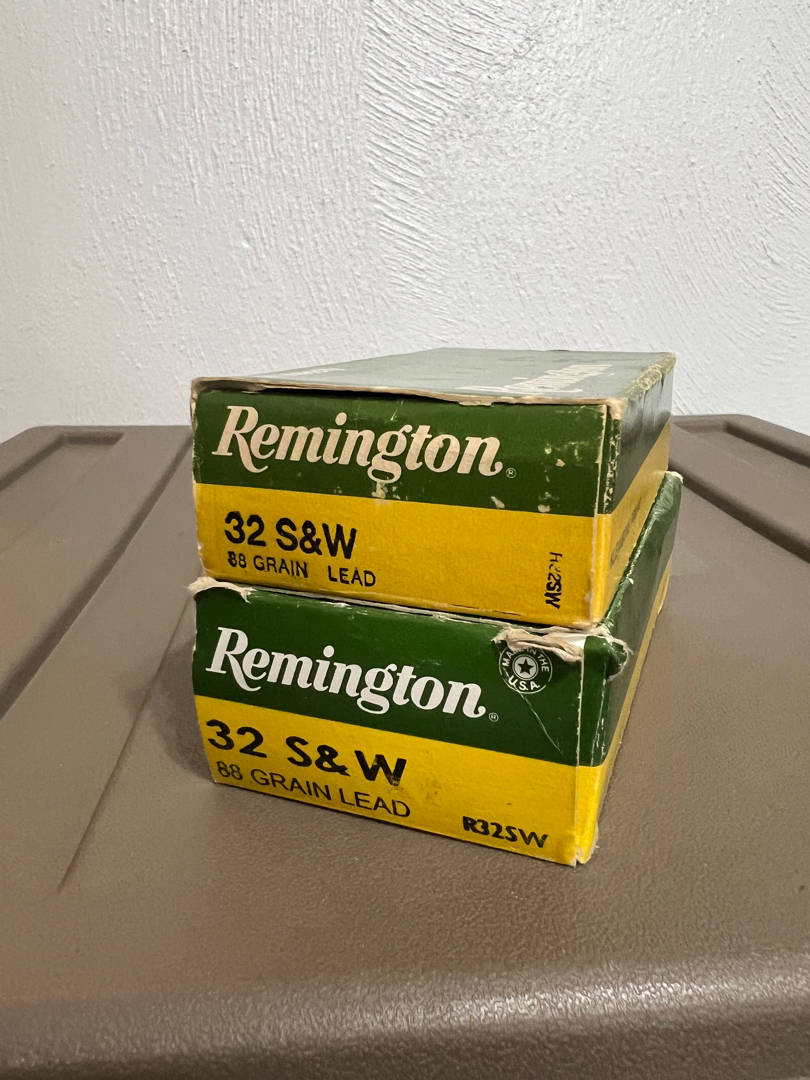 Remington®
32 S&W
88 GRAIN LEAD
Remington®
MADE IN THE
U.S.A.
32 S&W
88 GRAIN LEAD
R32SW